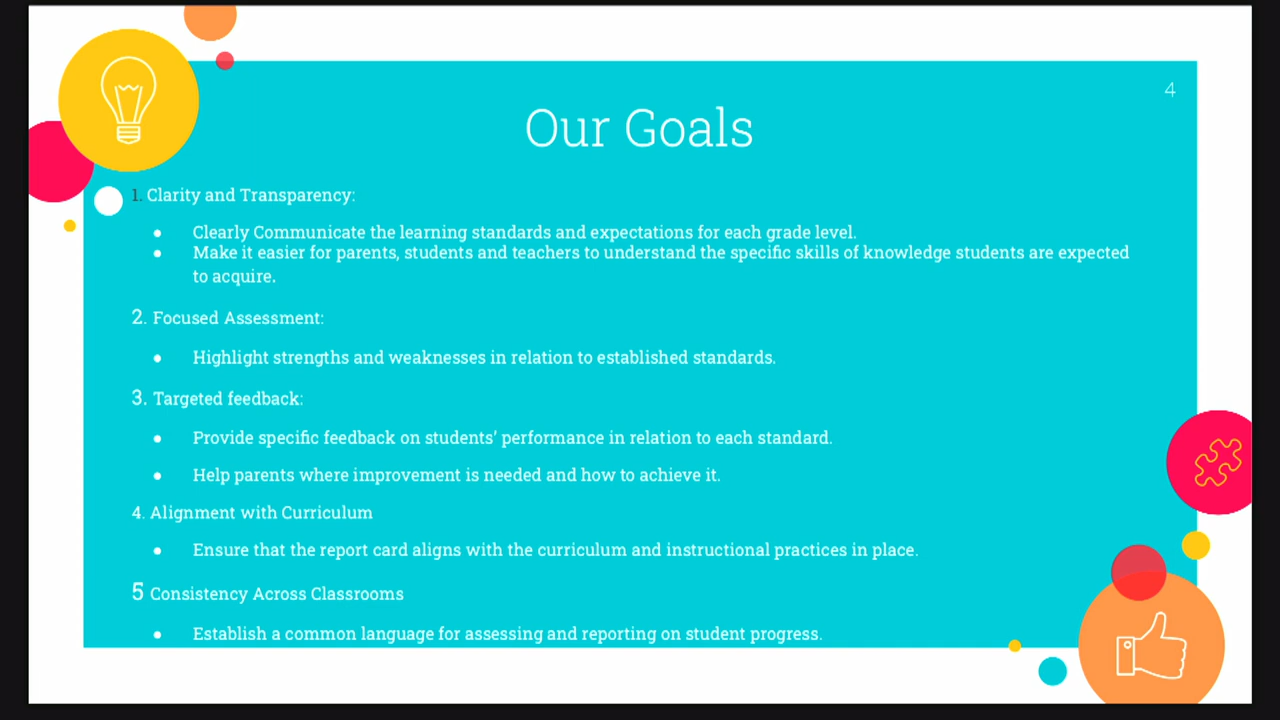 4
Our Goals
1. Clarity and Transparency:
● Clearly Communicate the learning standards and expectations for each grade level.
● Make it easier for parents, students and teachers to understand the specific skills of knowledge students are expected
to acquire.
2. Focused Assessment:
● Highlight strengths and weaknesses in relation to established standards.
3. Targeted feedback:
● Provide specific feedback on students’ performance in relation to each standard.
● Help parents where improvement is needed and how to achieve it.
4. Alignment with Curriculum
● Ensure that the report card aligns with the curriculum and instructional practices in place.
5 Consistency Across Classrooms
● Establish a common language for assessing and reporting on student progress.